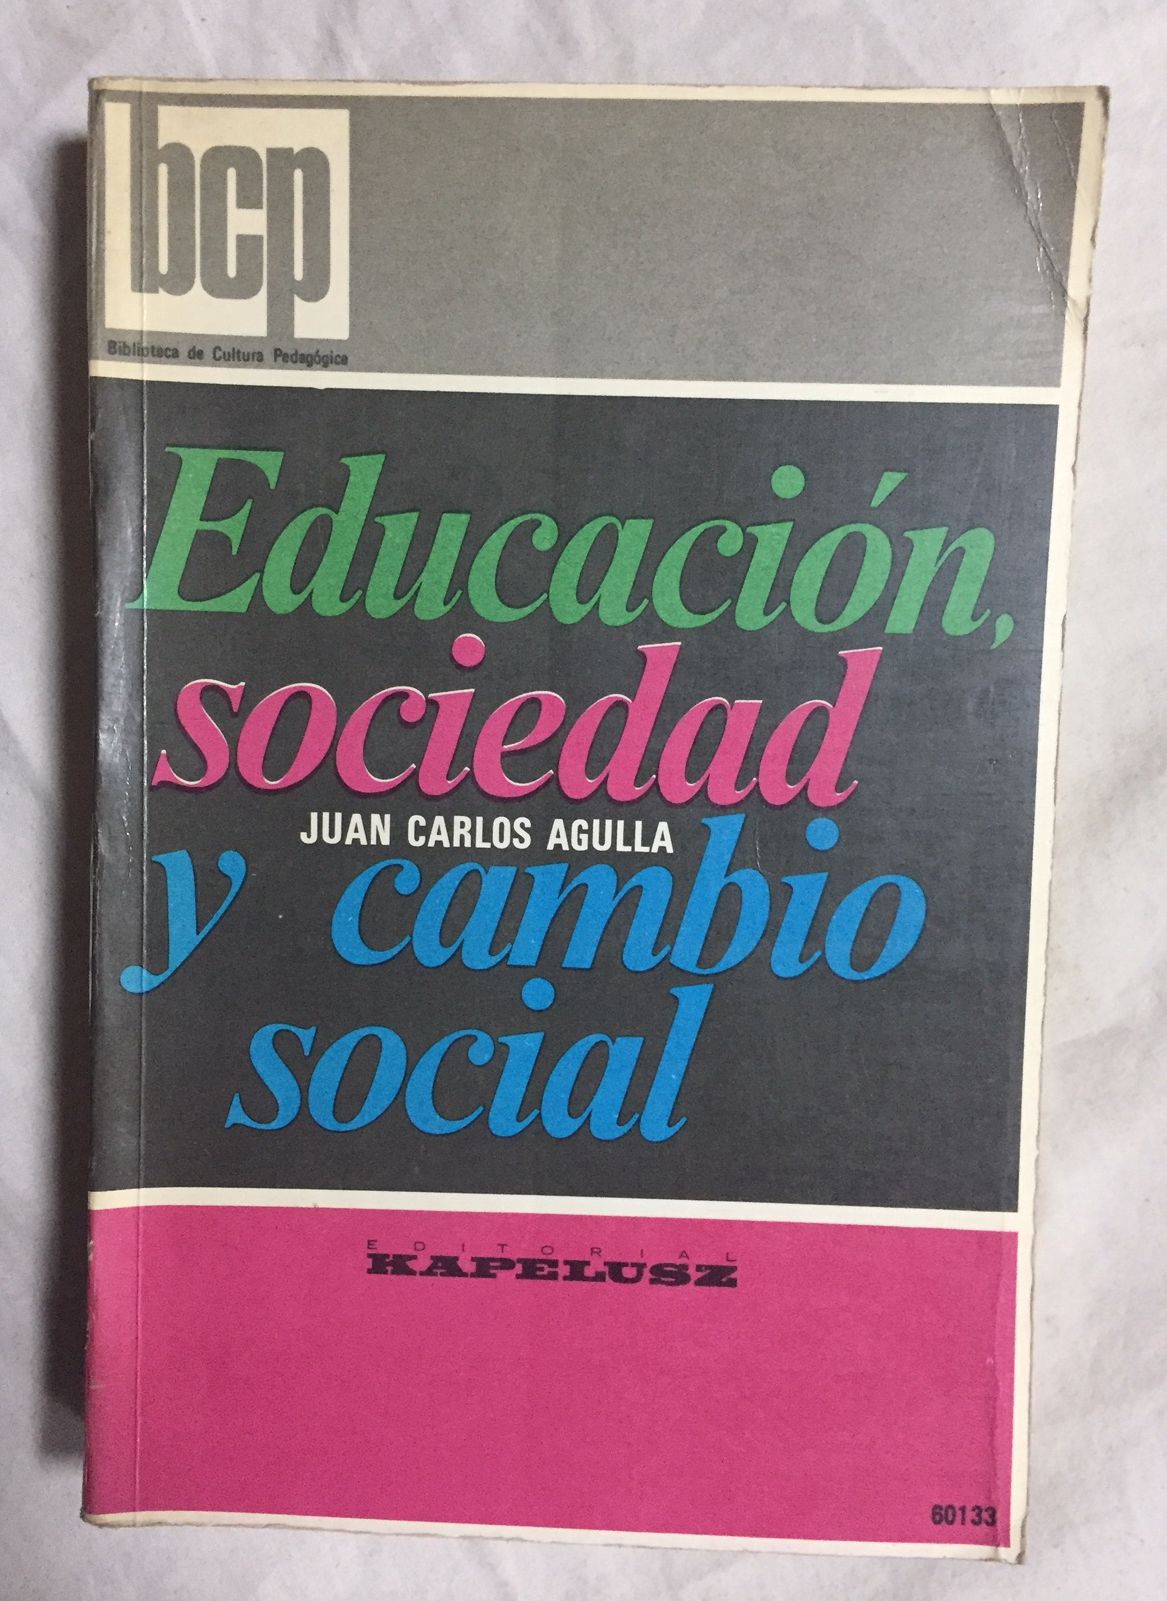 bcp
Biblioteca de Cultura Pedagógica
Educación,
sociedad
JUAN CARLOS AGULLA
y cambio
social
EDITORIAL
KAPELUSZ
60133